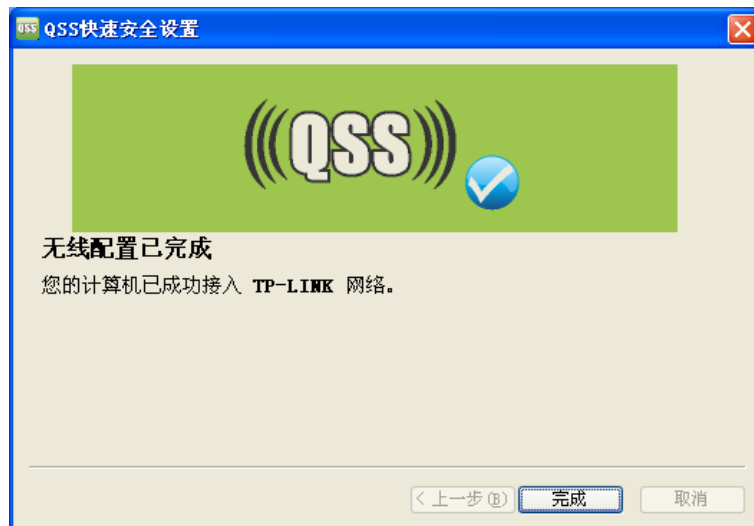 QSS QSS快速安全设置
(((QSS)))
无线配置已完成
您的计算机已成功接入 TP-LINK 网络。
< 上一步(B) 完成 取消